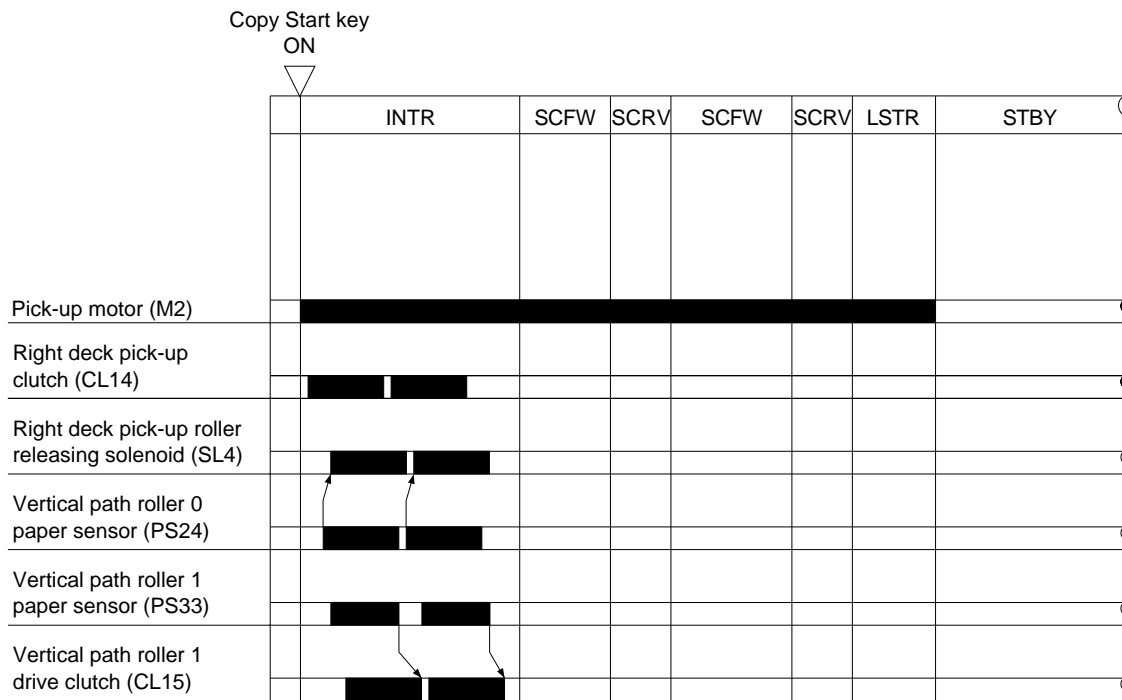 Copy Start key
ON
INTR SCFW SCRV SCFW SCRV LSTR STBY
Pick-up motor (M2)
Right deck pick-up
clutch (CL14)
Right deck pick-up roller
releasing solenoid (SL4)
Vertical path roller 0
paper sensor (PS24)
Vertical path roller 1
paper sensor (PS33)
Vertical path roller 1
drive clutch (CL15)